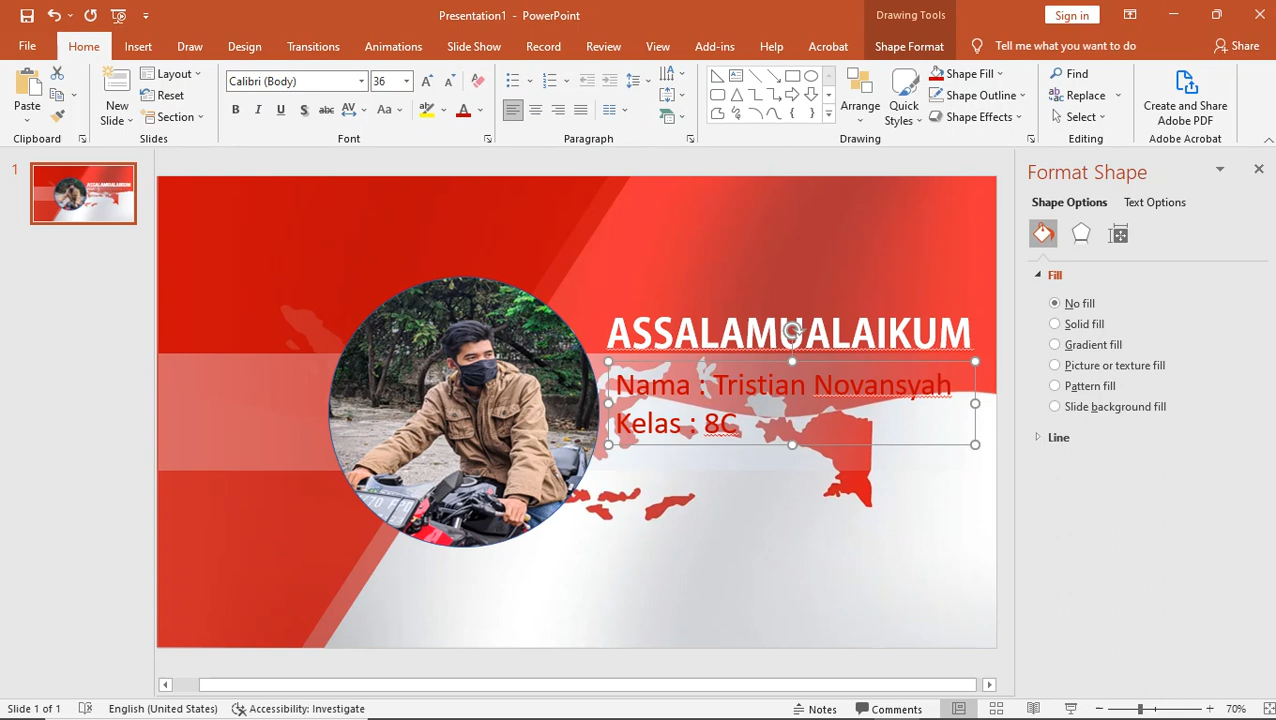 Presentation1 - PowerPoint
Drawing Tools
Sign in
File
Home
Insert
Draw
Design
Transitions
Animations
Slide Show
Record
Review
View
Add-ins
Help
Acrobat
Shape Format
Tell me what you want to do
Share
Paste
Clipboard
New
Slide
Layout
Reset
Section
Slides
Calibri (Body)
36
B I U S abc AV Aa A
Font
Paragraph
Arrange
Quick
Styles
Shape Fill
Shape Outline
Shape Effects
Drawing
Find
Replace
Select
Editing
Create and Share
Adobe PDF
Adobe Acrobat
1
ASSALAMUALAIKUM
Nama : Tristian Novansyah
Kelas : 8C
Format Shape
Shape Options
Text Options
Fill
No fill
Solid fill
Gradient fill
Picture or texture fill
Pattern fill
Slide background fill
Line
Slide 1 of 1
English (United States)
Accessibility: Investigate
Notes
Comments
70%